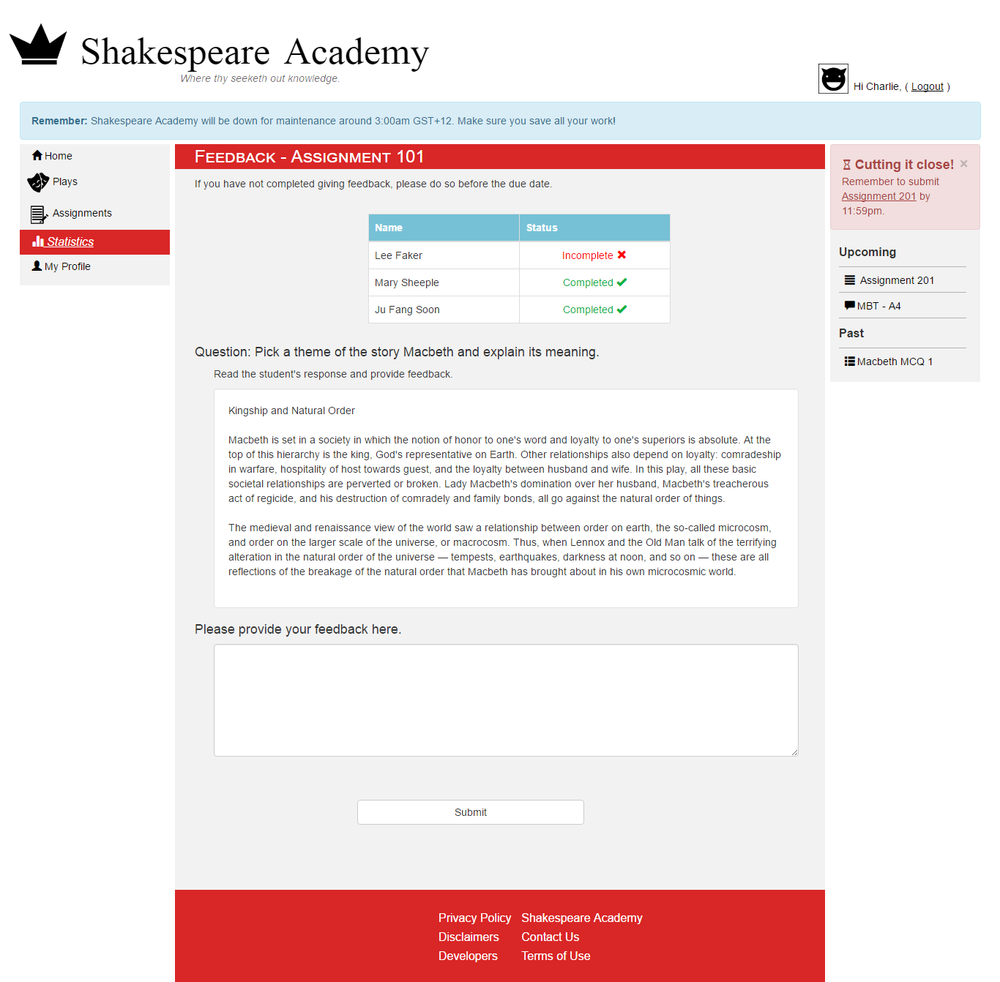 Shakespeare Academy
Where thy seeketh out knowledge.
Hi Charlie, ( Logout )
Remember: Shakespeare Academy will be down for maintenance around 3:00am GST+12. Make sure you save all your work!
Home
Plays
Assignments
Statistics
My Profile
Feedback - Assignment 101
If you have not completed giving feedback, please do so before the due date.
Name Status
Lee Faker Incomplete
Mary Sheeple Completed
Ju Fang Soon Completed
Question: Pick a theme of the story Macbeth and explain its meaning.
Read the student's response and provide feedback.
Kingship and Natural Order
Macbeth is set in a society in which the notion of honor to one's word and loyalty to one's superiors is absolute. At the
top of this hierarchy is the king, God's representative on Earth. Other relationships also depend on loyalty: comradeship
in warfare, hospitality of host towards guest, and the loyalty between husband and wife. In this play, all these basic
societal relationships are perverted or broken. Lady Macbeth's domination over her husband, Macbeth's treacherous
act of regicide, and his destruction of comradely and family bonds, all go against the natural order of things.
The medieval and renaissance view of the world saw a relationship between order on earth, the so-called microcosm,
and order on the larger scale of the universe, or macrocosm. Thus, when Lennox and the Old Man talk of the terrifying
alteration in the natural order of the universe — tempests, earthquakes, darkness at noon, and so on — these are all
reflections of the breakage of the natural order that Macbeth has brought about in his own microcosmic world.
Please provide your feedback here.
Submit
Cutting it close! ×
Remember to submit
Assignment 201 by
11:59pm.
Upcoming
Assignment 201
MBT - A4
Past
Macbeth MCQ 1
Privacy Policy Shakespeare Academy
Disclaimers Contact Us
Developers Terms of Use